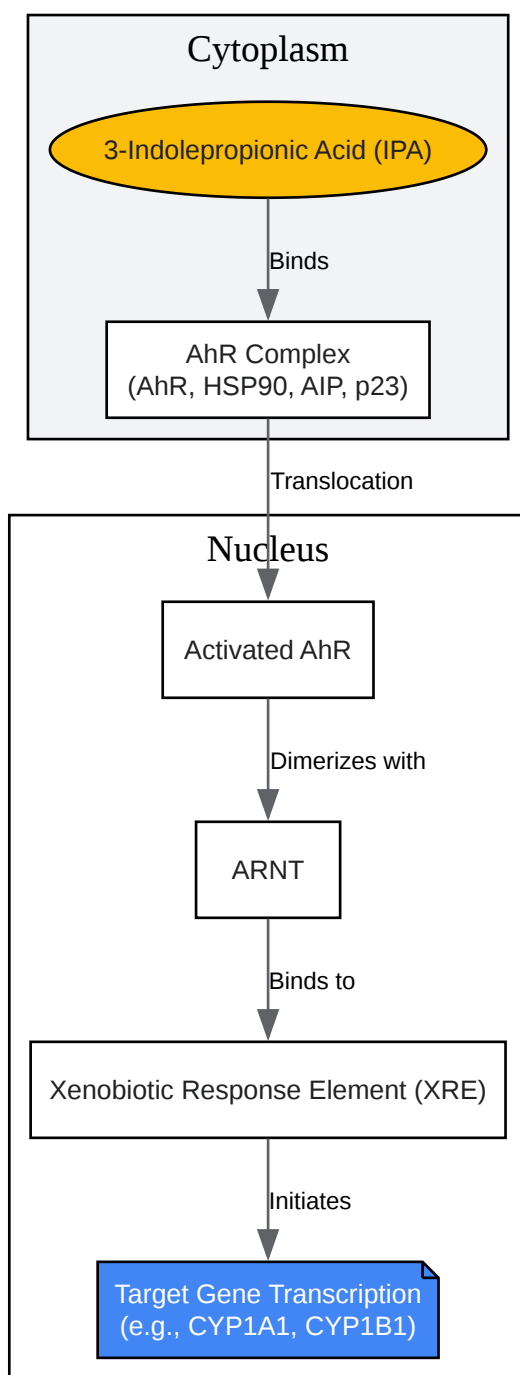 Cytoplasm
3-Indolepropionic Acid (IPA)
Binds
AhR Complex
(AhR, HSP90, AIP, p23)
Translocation
Nucleus
Activated AhR
Dimerizes with
ARNT
Binds to
Xenobiotic Response Element (XRE)
Initiates
Target Gene Transcription
(e.g., CYP1A1, CYP1B1)